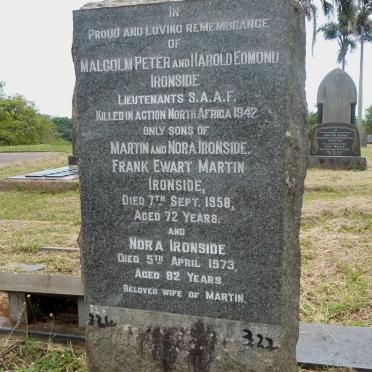 IN
PROUD AND LOVING REMEMBRANCE
OF
MALCOLM PETER AND HAROLD EDMOND
IRONSIDE
LIEUTENANTS S.A.A.F.
KILLED IN ACTION NORTH AFRICA 1942
ONLY SONS OF
MARTIN AND NORA IRONSIDE.
FRANK EWART MARTIN
IRONSIDE,
DIED 7TH SEPT. 1958,
AGED 72 YEARS.
AND
NORA IRONSIDE
DIED 5TH APRIL 1973
AGED 82 YEARS.
BELOVED WIFE OF MARTIN.
324 322